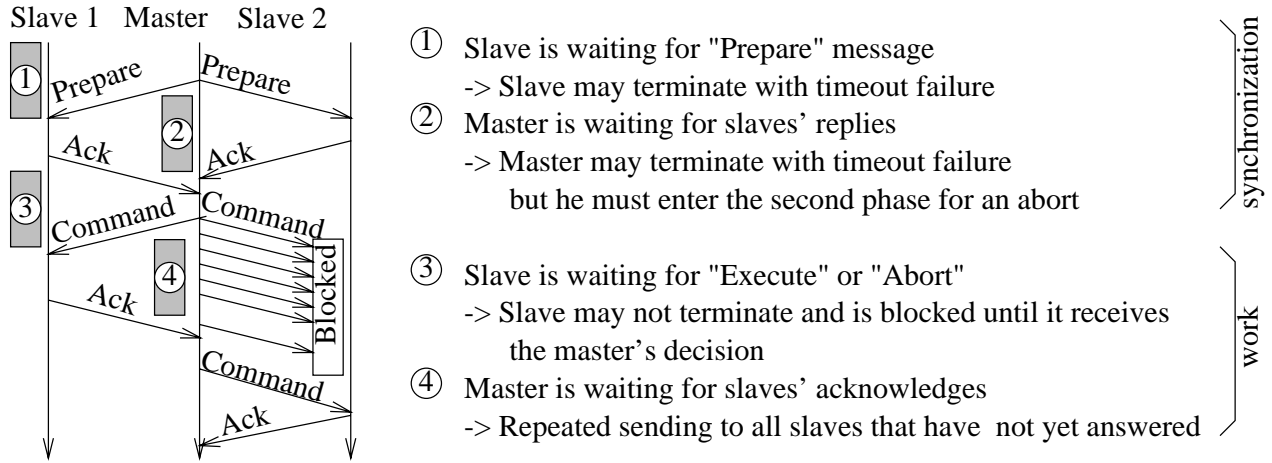 Slave 1 Master Slave 2
Prepare
Prepare
1
2
Ack
Ack
3
Command
Command
4
Ack
Blocked
Command
Ack
1 Slave is waiting for "Prepare" message
-> Slave may terminate with timeout failure
2 Master is waiting for slaves’ replies
-> Master may terminate with timeout failure
but he must enter the second phase for an abort
synchronization
3 Slave is waiting for "Execute" or "Abort"
-> Slave may not terminate and is blocked until it receives
the master’s decision
4 Master is waiting for slaves’ acknowledges
-> Repeated sending to all slaves that have not yet answered
work